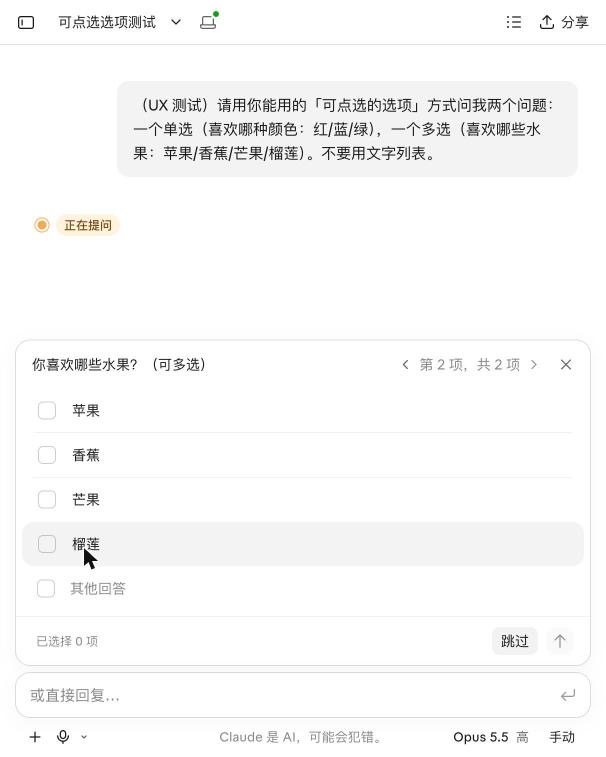 可点选选项测试
分享
（UX 测试）请用你能用的「可点选的选项」方式问我两个问题：
一个单选（喜欢哪种颜色：红/蓝/绿），一个多选（喜欢哪些水
果：苹果/香蕉/芒果/榴莲）。不要用文字列表。
正在提问
你喜欢哪些水果？（可多选）
第 2 项，共 2 项
苹果
香蕉
芒果
榴莲
其他回答
已选择 0 项
跳过
或直接回复...
Claude 是 AI，可能会犯错。
Opus 5.5 高
手动